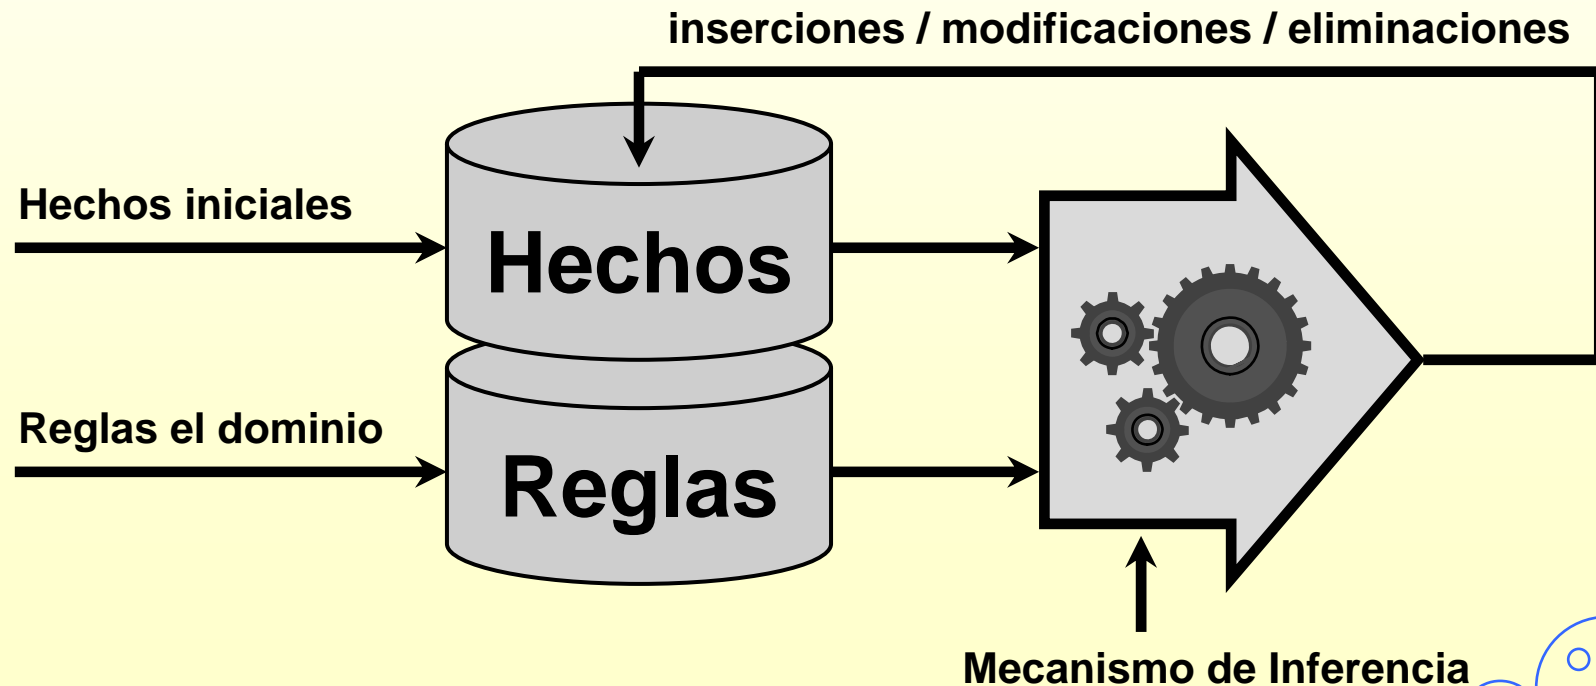 inserciones / modificaciones / eliminaciones
Hechos iniciales
Hechos
Reglas el dominio
Reglas
Mecanismo de Inferencia